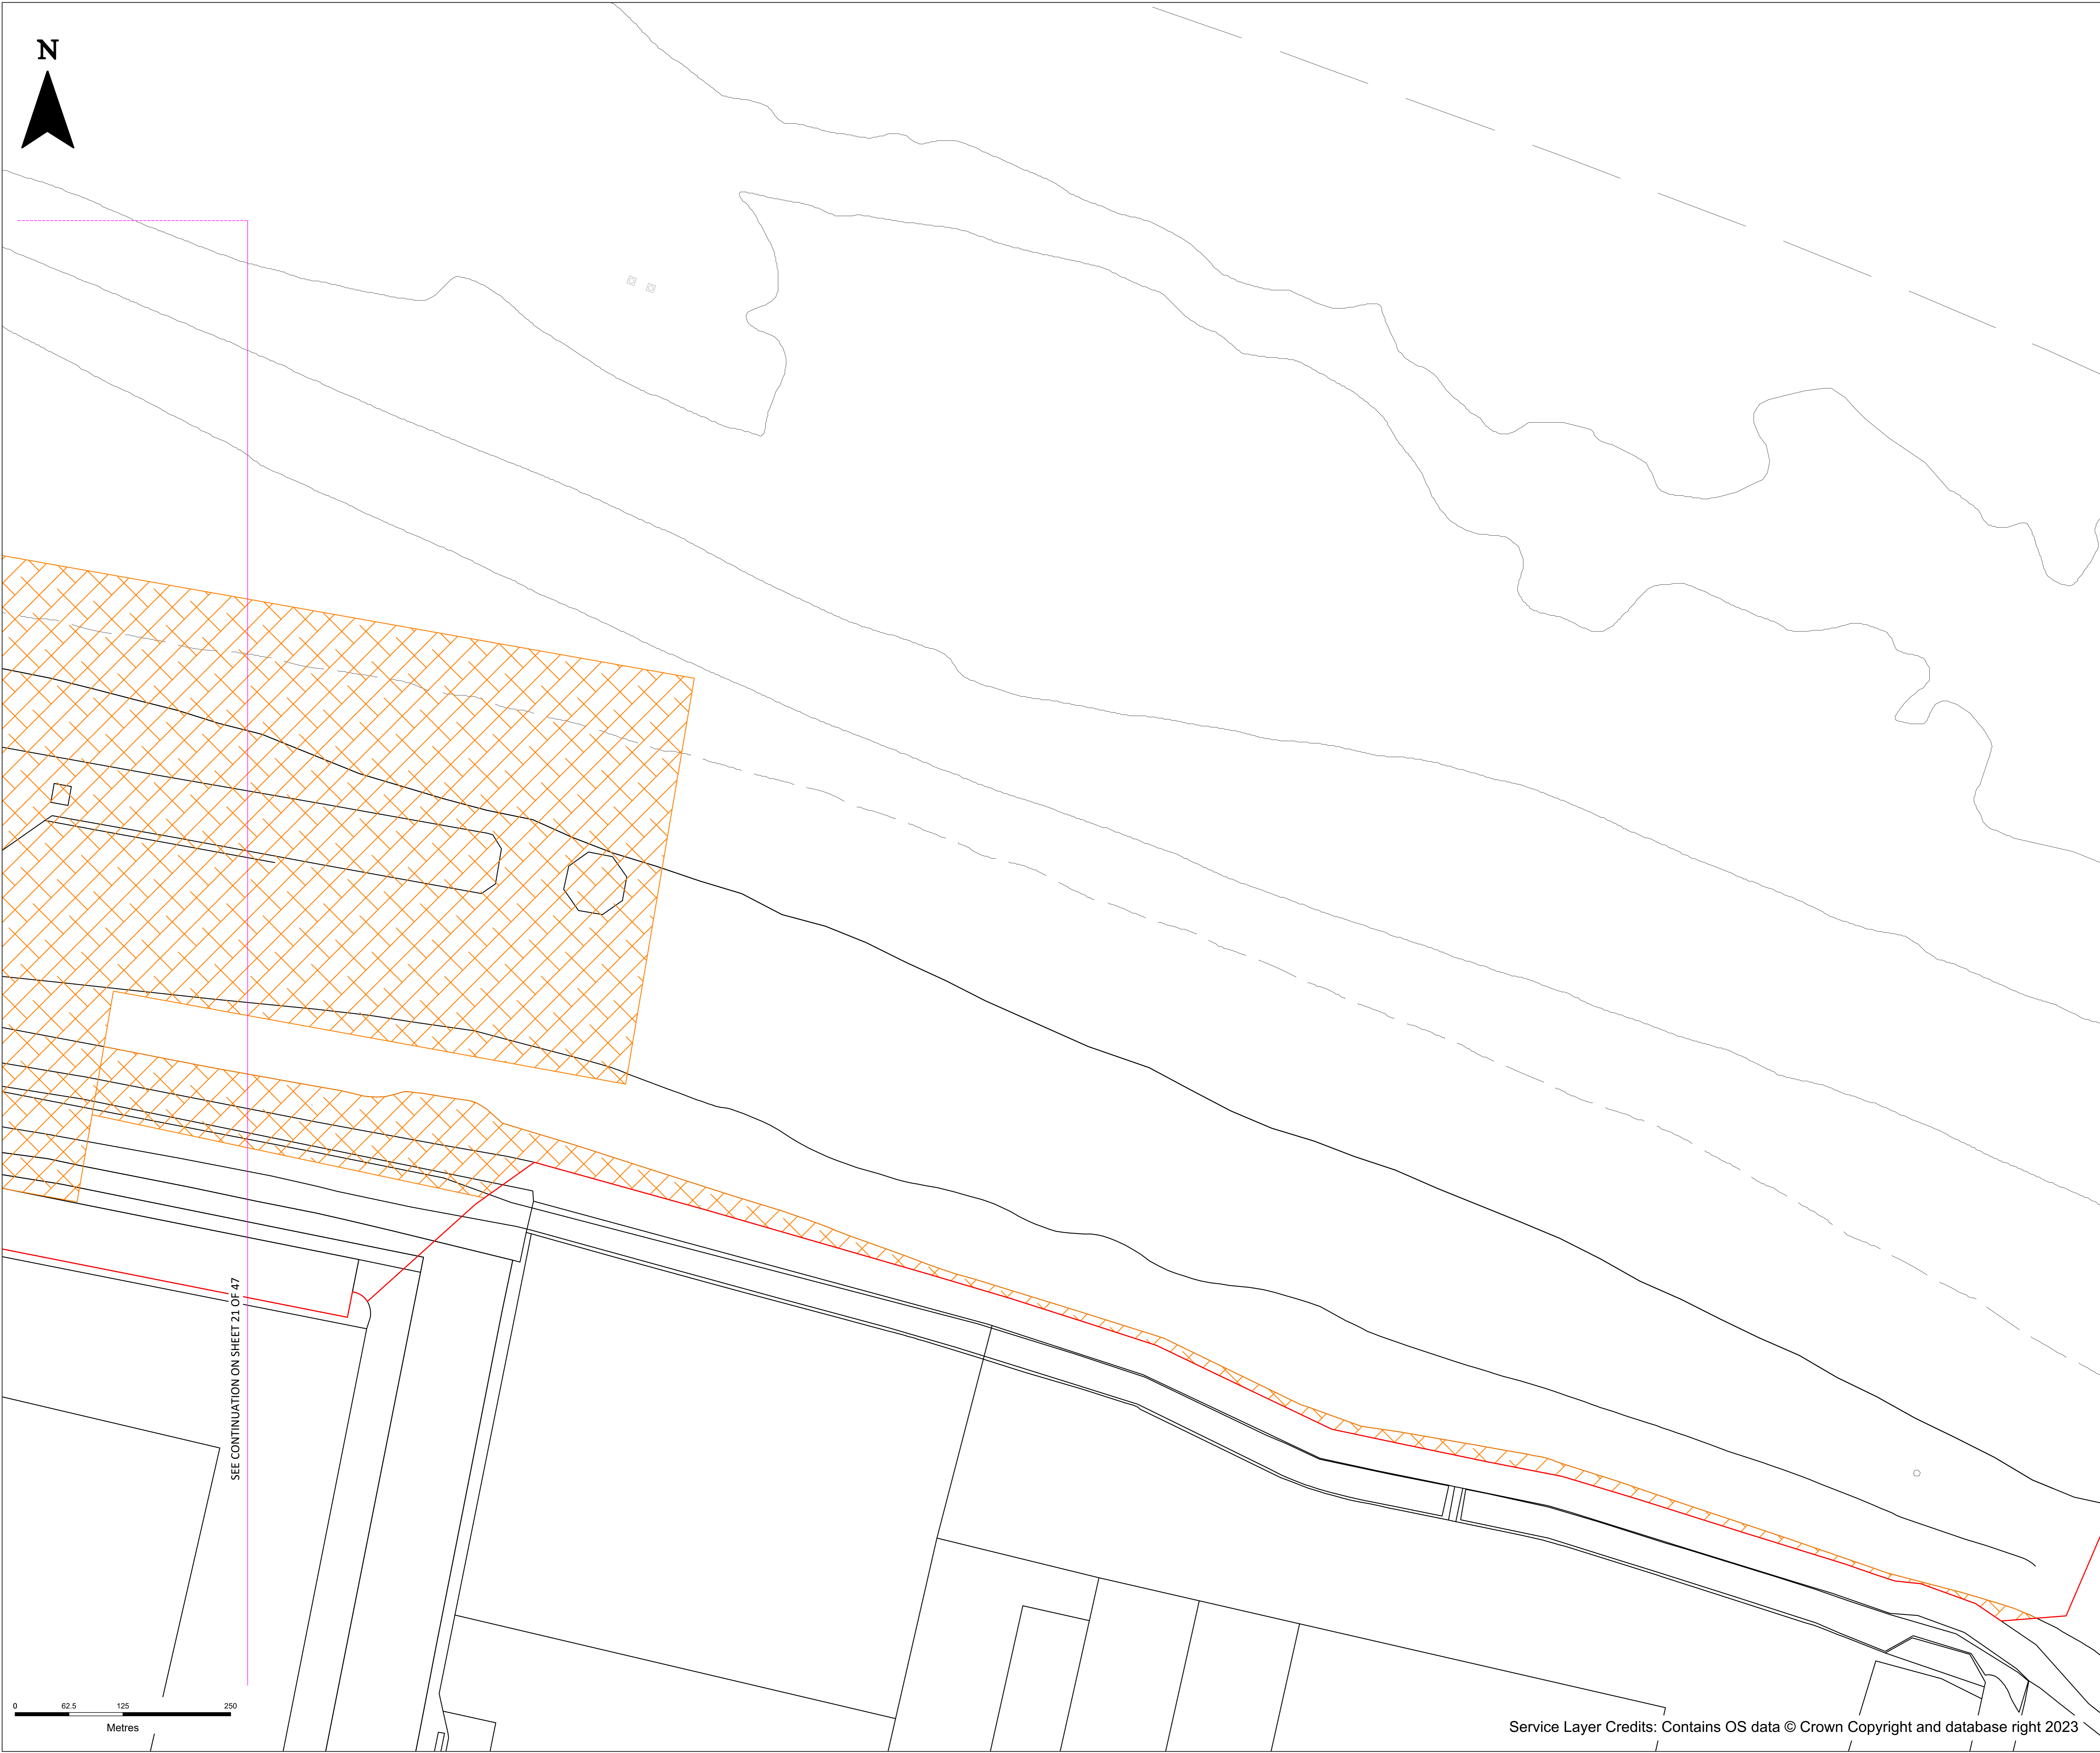 N
SEE CONTINUATION ON SHEET 21 OF 47
0 62.5 125 250
Metres
Service Layer Credits: Contains OS data © Crown Copyright and database right 2023